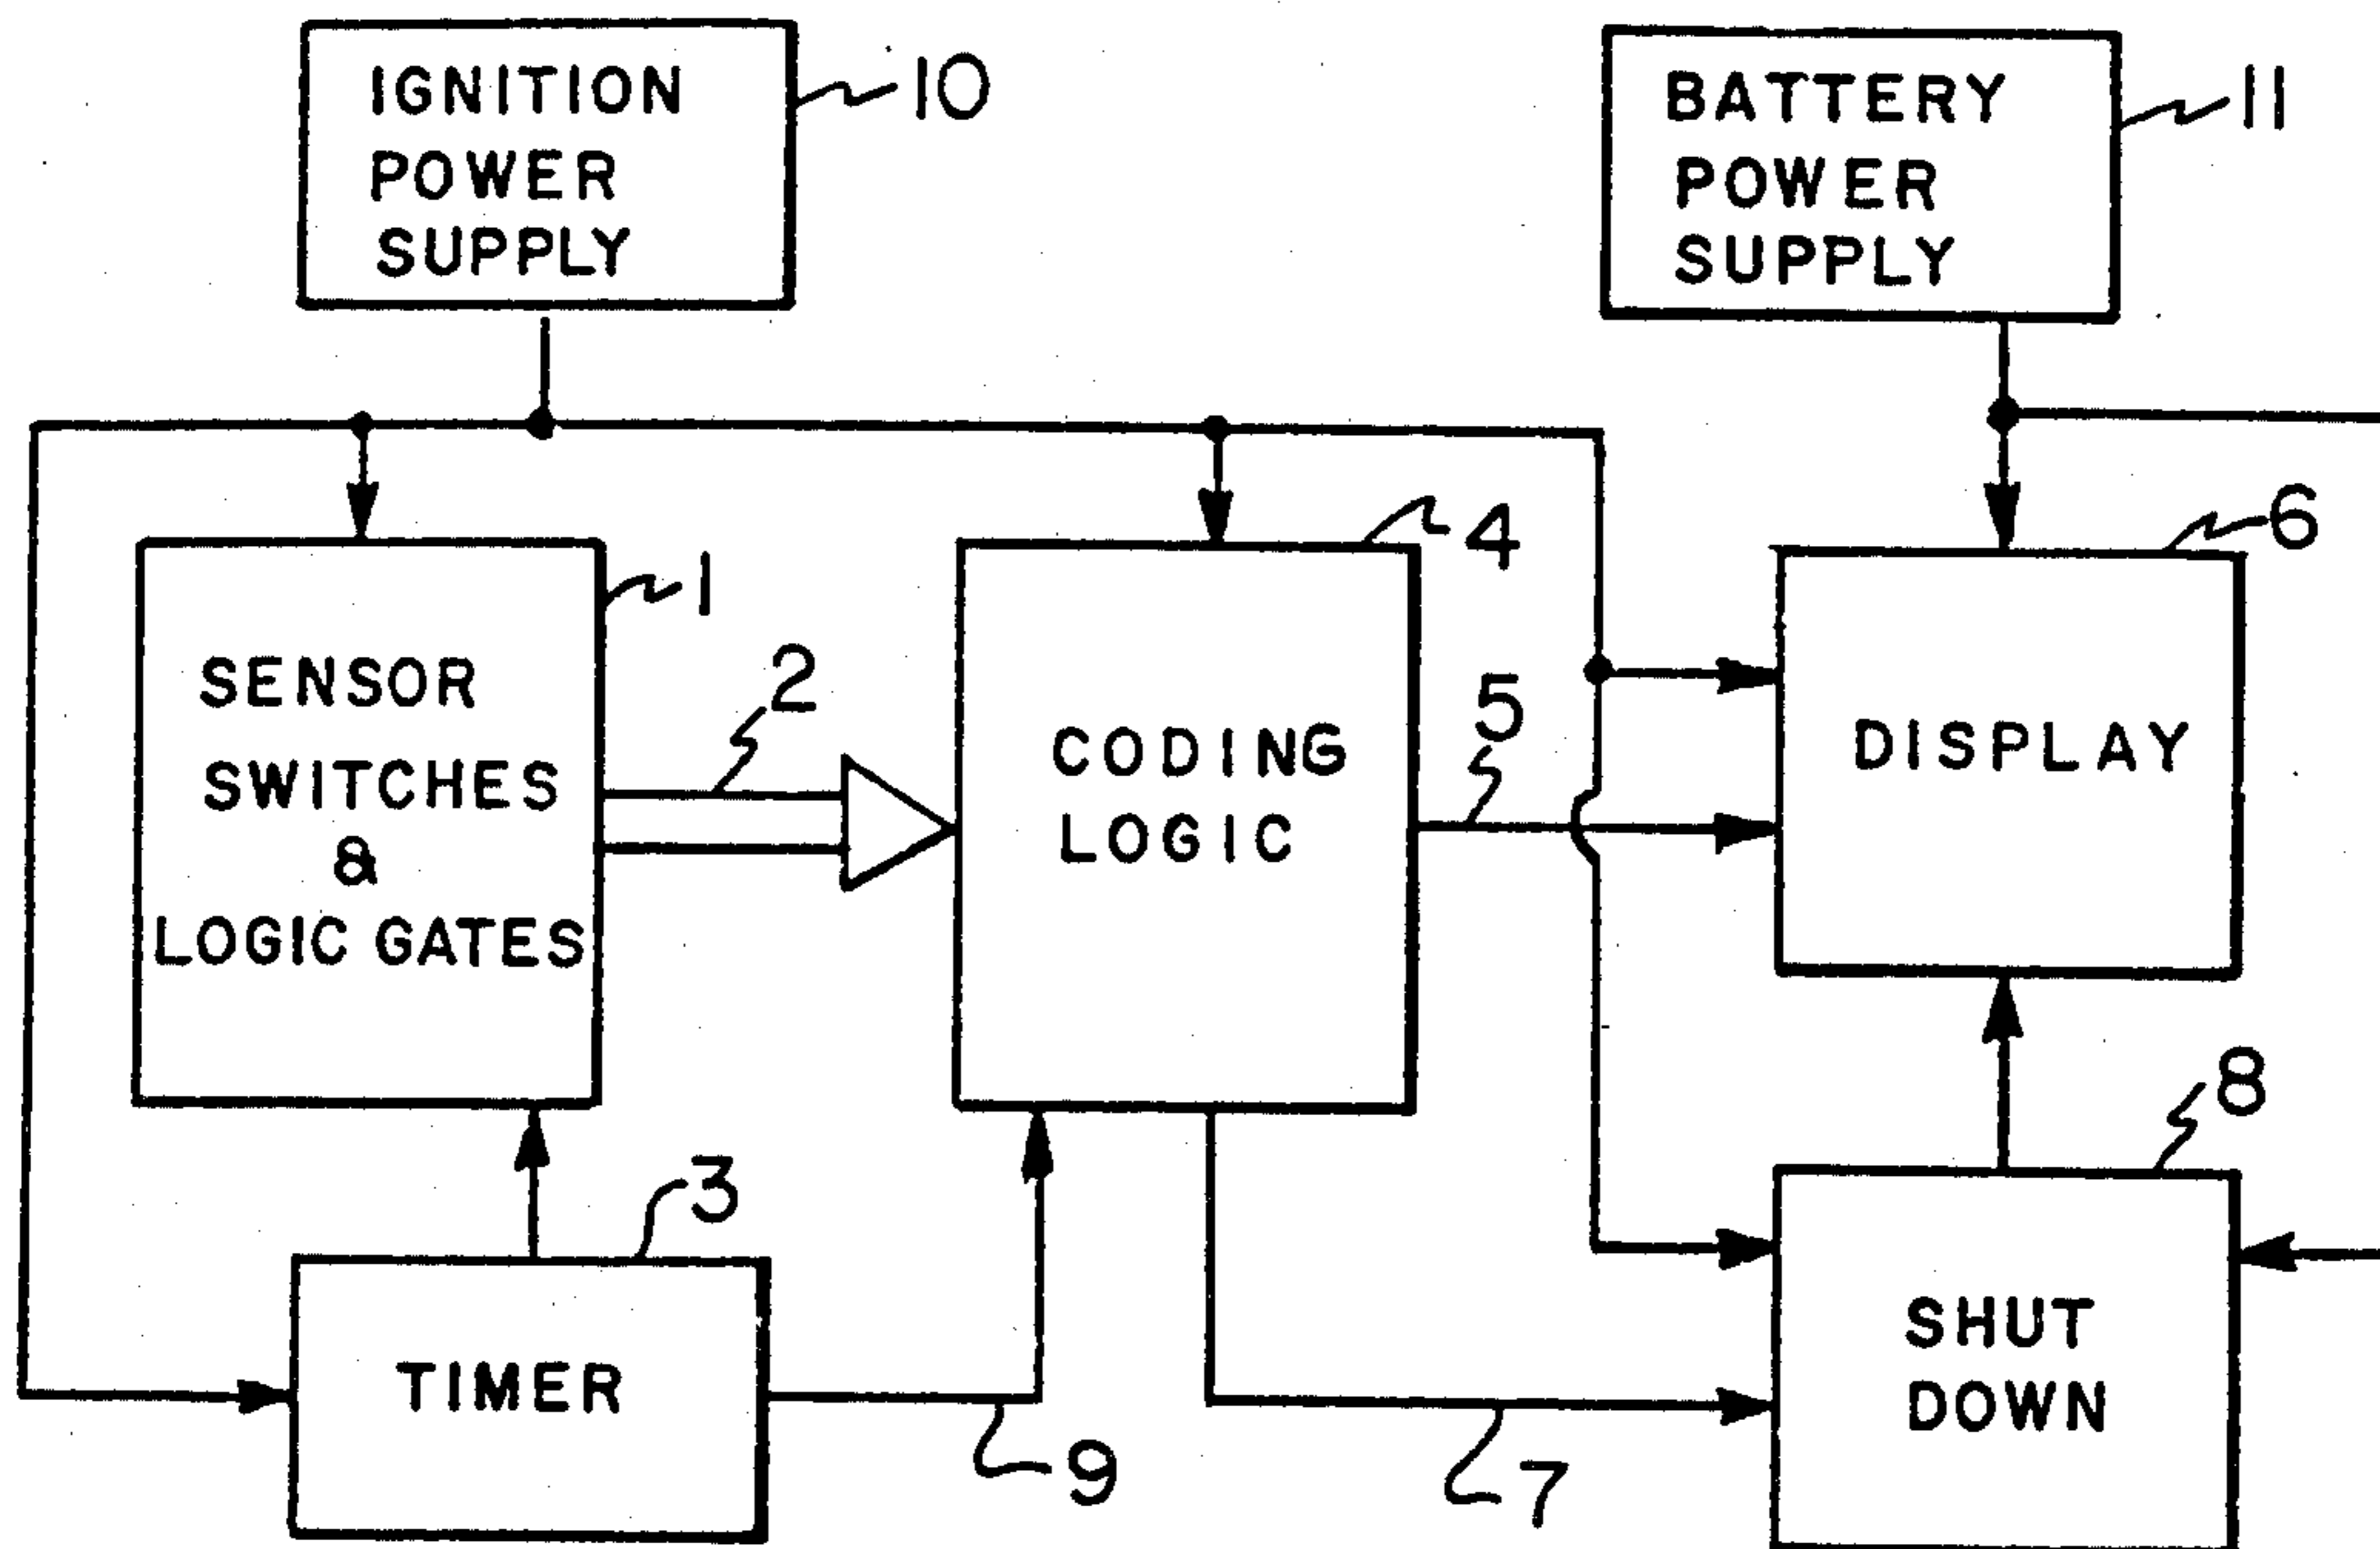 IGNITION
POWER
SUPPLY
10
BATTERY
POWER
SUPPLY
11
SENSOR
SWITCHES
&
LOGIC GATES
1
2
CODING
LOGIC
4
5
DISPLAY
6
TIMER
3
9
7
SHUT
DOWN
8